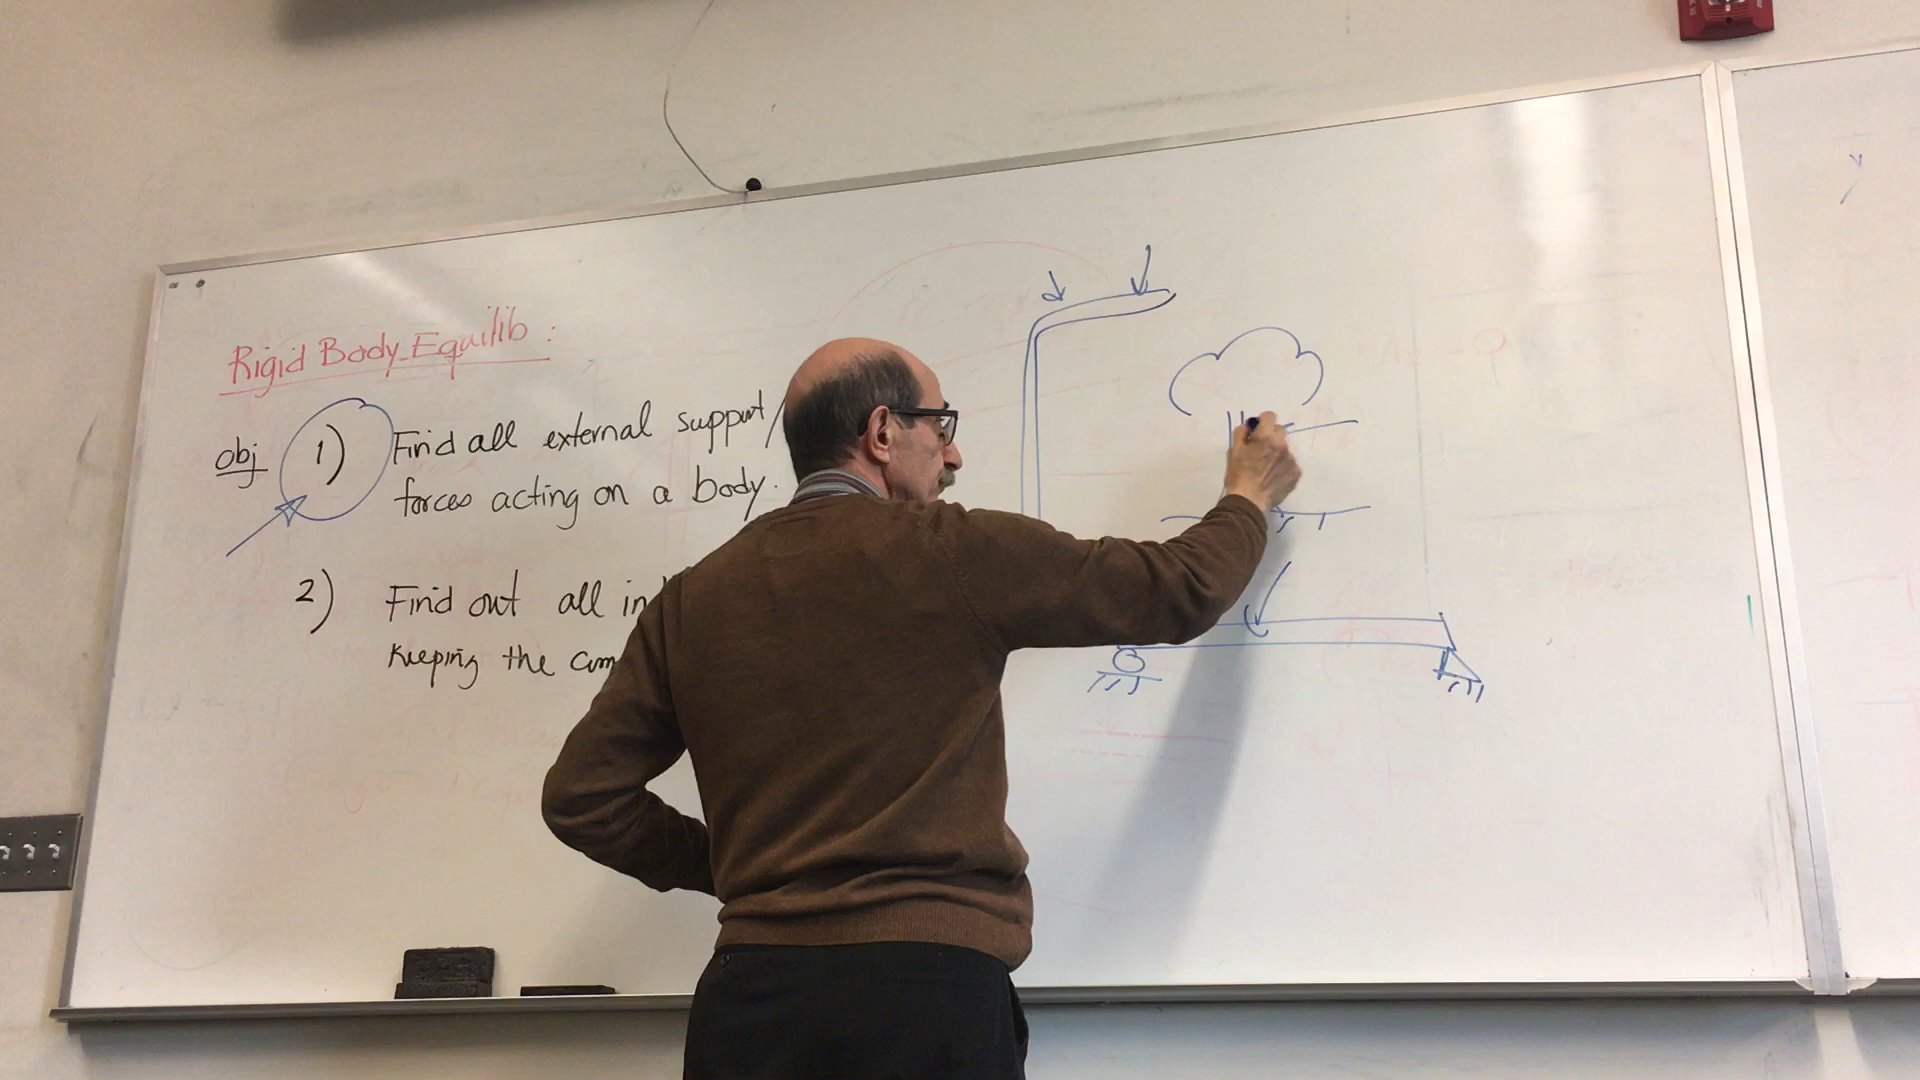 Rigid Body Equilib :
obj 1) Find all external support/
forces acting on a body.
2) Find out all in
keeping the com